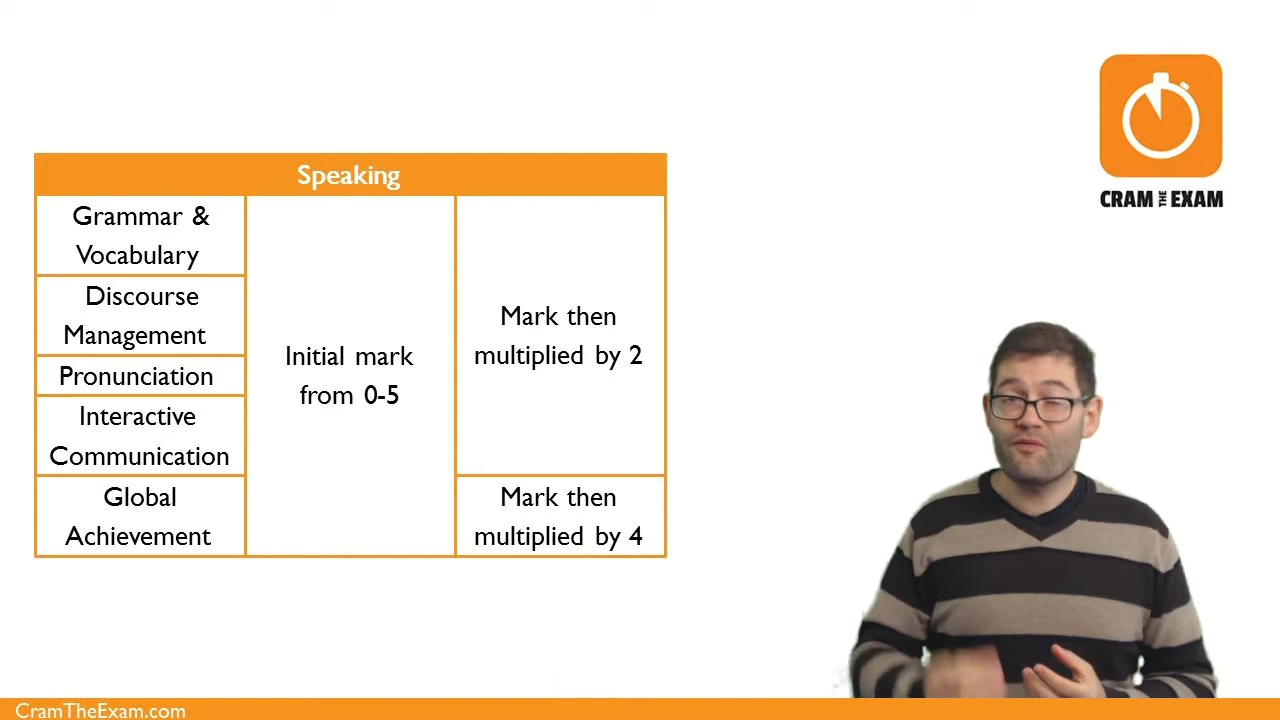 Speaking
Grammar &
Vocabulary
Discourse
Management
Pronunciation
Interactive
Communication
Global
Achievement
Initial mark
from 0-5
Mark then
multiplied by 2
Mark then
multiplied by 4
CRAM THE EXAM
CramTheExam.com